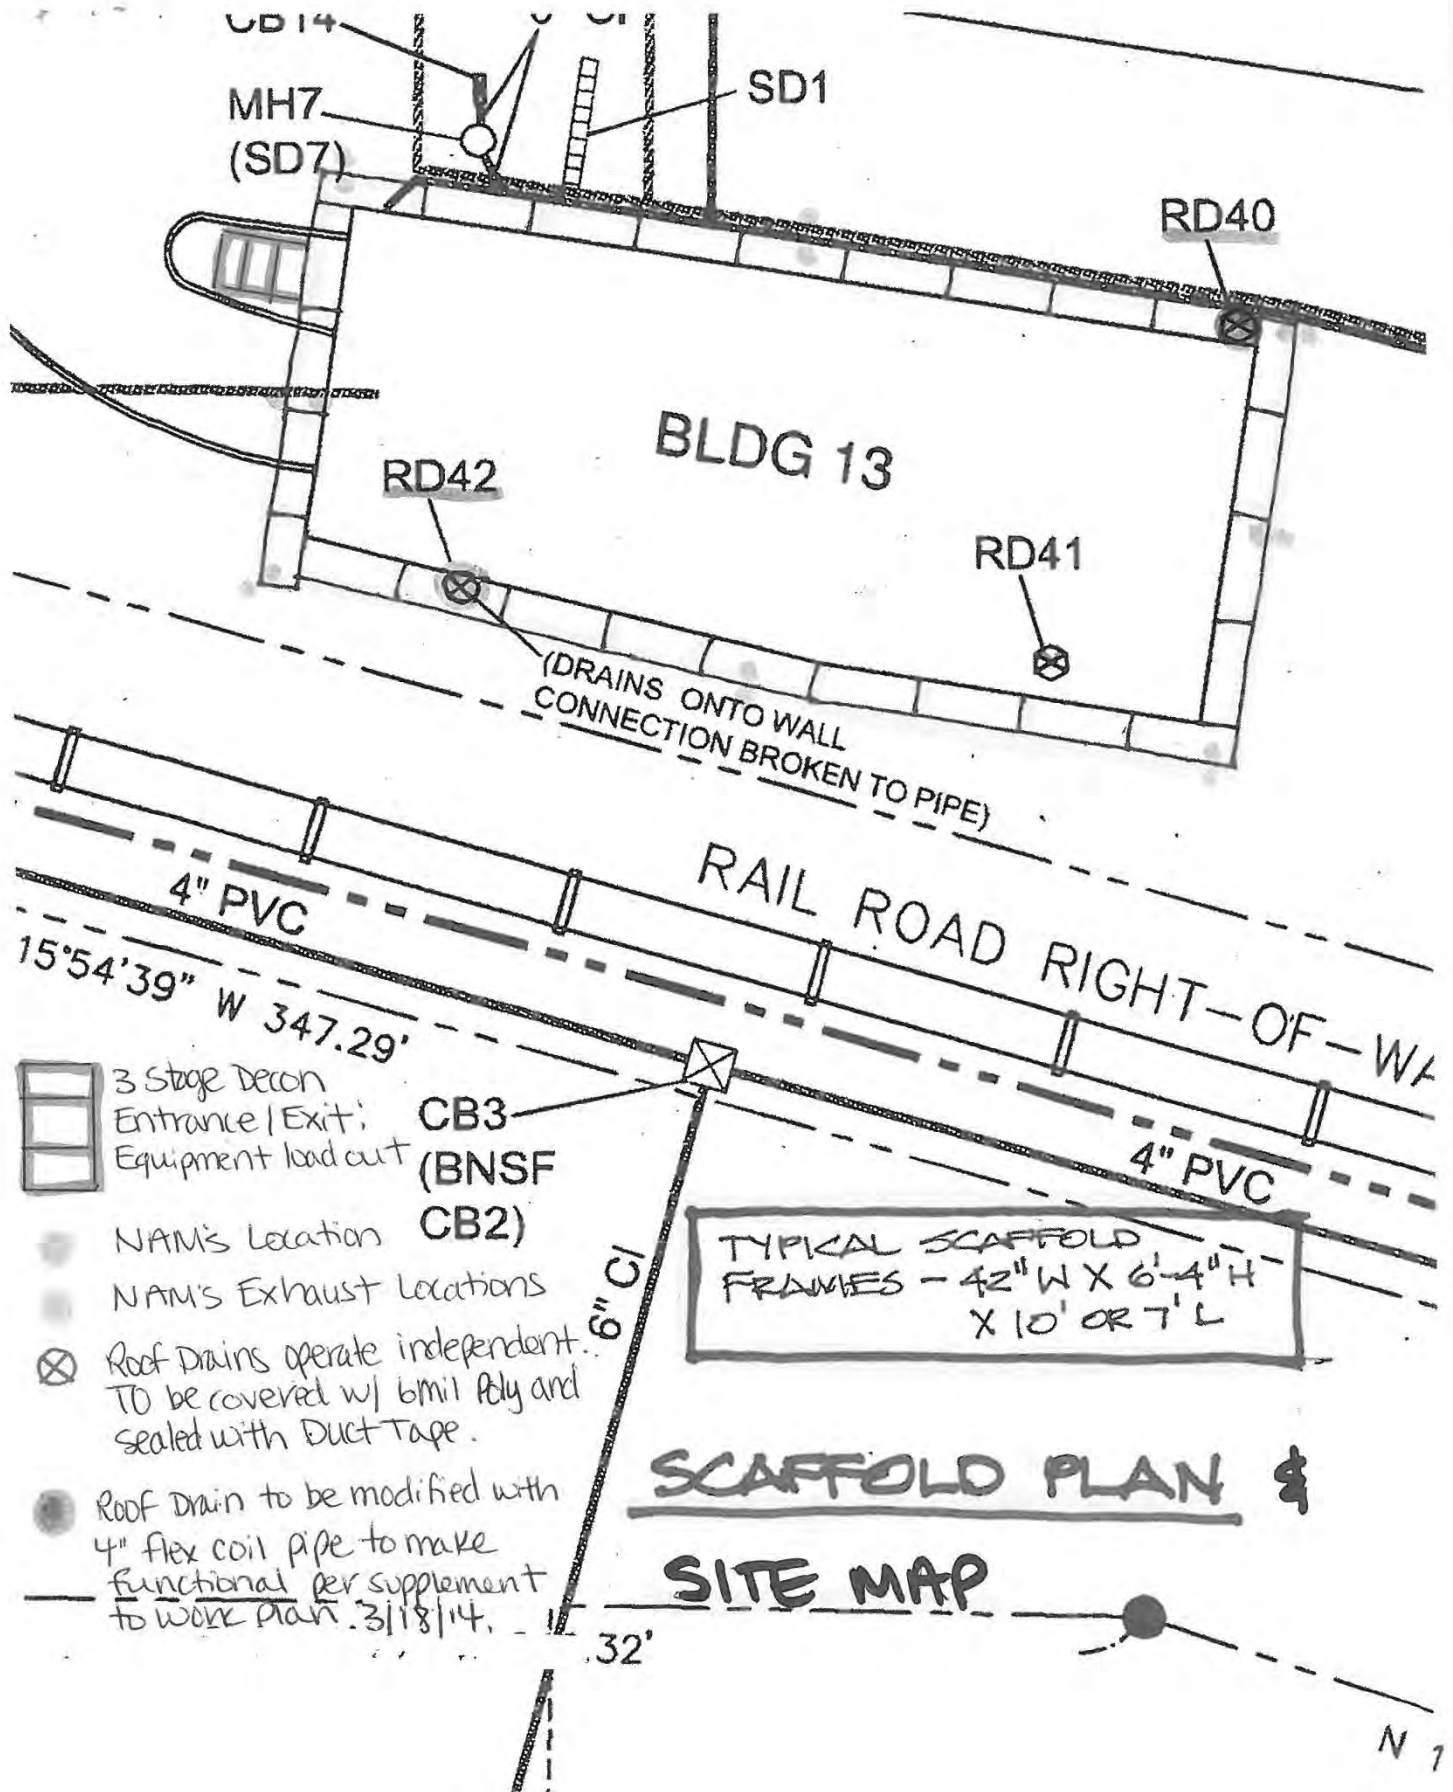 CB14
MH7
(SD7)
SD1
RD40
BLDG 13
RD42
RD41
(DRAINS ONTO WALL
CONNECTION BROKEN TO PIPE)
RAIL ROAD RIGHT-OF-WA
4" PVC
15°54'39" W 347.29'
4" PVC
CB3
(BNSF
CB2)
6" CI
3 Stage Decon
Entrance/Exit;
Equipment load out
NAM's Location
NAM's Exhaust Locations
Roof Drains operate independent.
TO be covered w/ 6mil Poly and
sealed with Duct Tape.
Roof Drain to be modified with
4" flex coil pipe to make
functional per supplement
to work plan. 3/18/14.
TYPICAL SCAFFOLD
FRAMES - 42"W X 6'-4"H
X 10' OR 7' L
SCAFFOLD PLAN &
SITE MAP
.32'
N 1